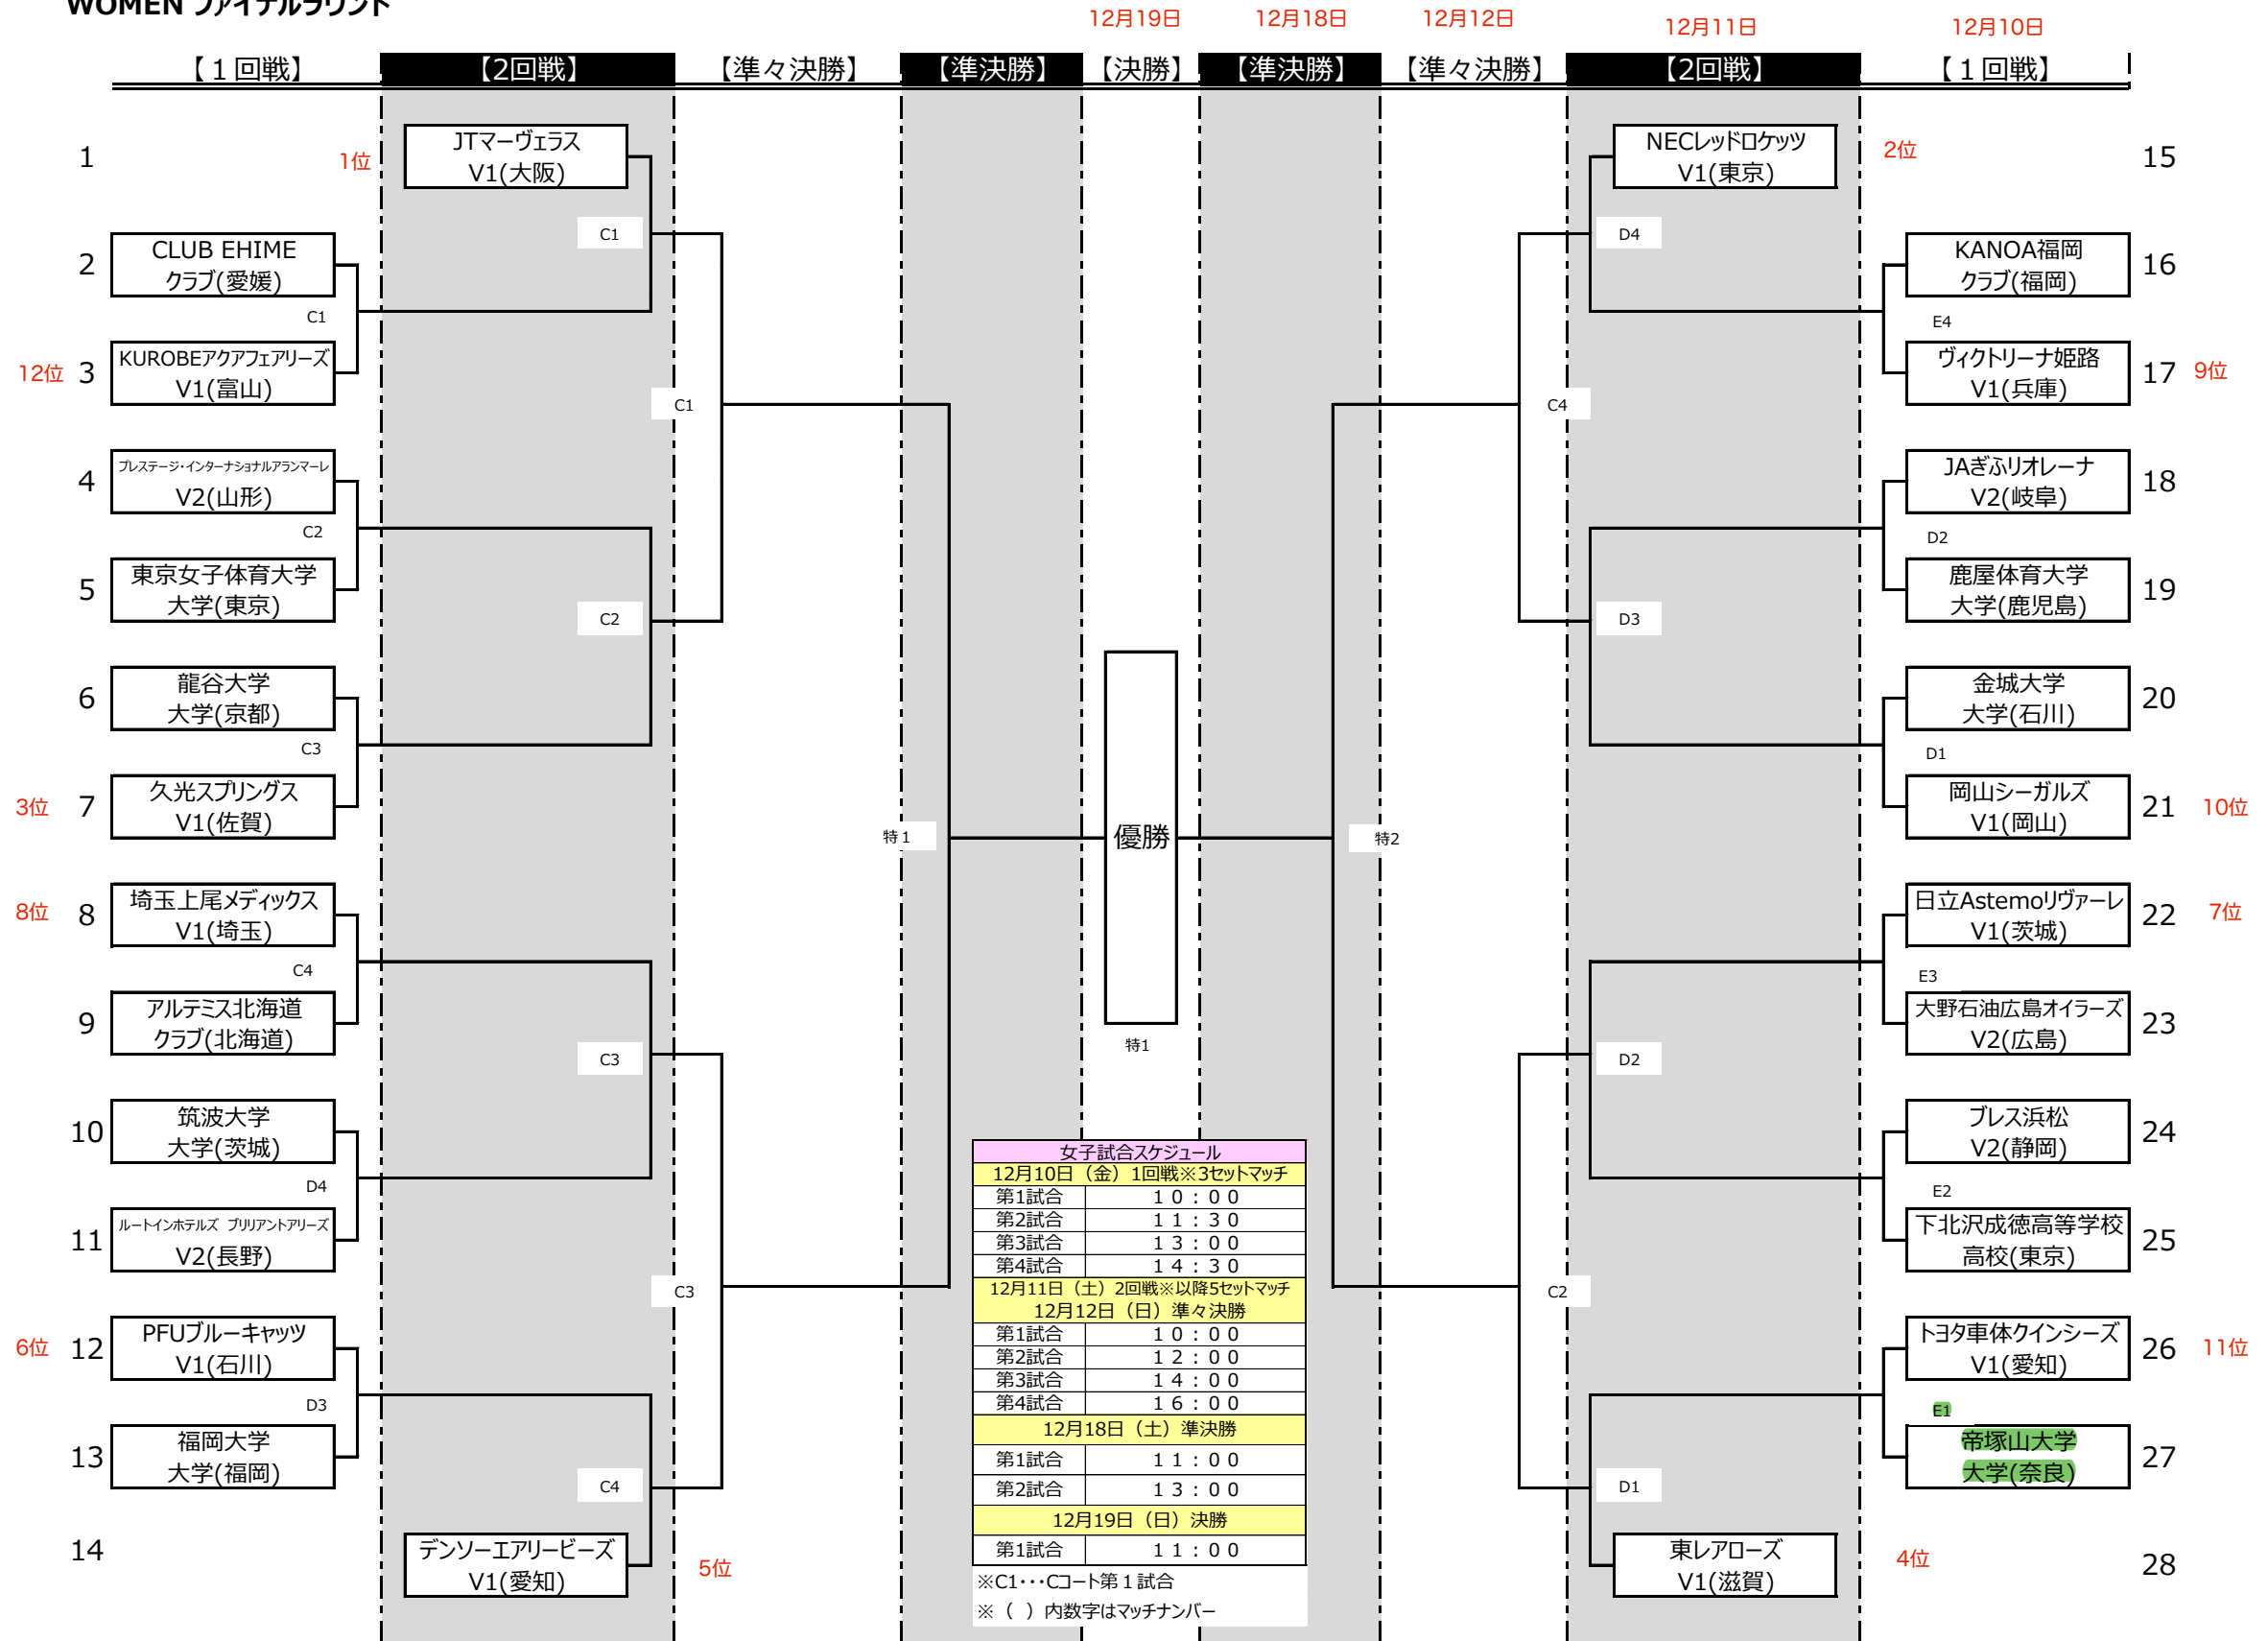 WOMEN ファイナルラウンド
12月19日 12月18日 12月12日 12月11日 12月10日
【１回戦】 【2回戦】 【準々決勝】 【準決勝】 【決勝】 【準決勝】 【準々決勝】 【2回戦】 【１回戦】
1
1位
JTマーヴェラス
V1(大阪)
C1
2
CLUB EHIME
クラブ(愛媛)
C1
12位
3
KUROBEアクアフェアリーズ
V1(富山)
C1
4
プレステージ・インターナショナルアランマーレ
V2(山形)
C2
5
東京女子体育大学
大学(東京)
C2
6
龍谷大学
大学(京都)
C3
3位
7
久光スプリングス
V1(佐賀)
特１
8位
8
埼玉上尾メディックス
V1(埼玉)
C4
9
アルテミス北海道
クラブ(北海道)
C3
10
筑波大学
大学(茨城)
D4
11
ルートインホテルズ ブリリアントアリーズ
V2(長野)
C3
6位
12
PFUブルーキャッツ
V1(石川)
D3
13
福岡大学
大学(福岡)
C4
14
デンソーエアリービーズ
V1(愛知)
5位
優勝
特1
女子試合スケジュール
12月10日（金）1回戦※3セットマッチ
第1試合 １０：００
第2試合 １１：３０
第3試合 １３：００
第4試合 １４：３０
12月11日（土）2回戦※以降5セットマッチ
12月12日（日）準々決勝
第1試合 １０：００
第2試合 １２：００
第3試合 １４：００
第4試合 １６：００
12月18日（土）準決勝
第1試合 １１：００
第2試合 １３：００
12月19日（日）決勝
第1試合 １１：００
※C1・・・Cコート第１試合
※（　）内数字はマッチナンバー
NECレッドロケッツ
V1(東京)
2位
15
D4
KANOA福岡
クラブ(福岡)
16
E4
ヴィクトリーナ姫路
V1(兵庫)
17
9位
C4
JAぎふリオレーナ
V2(岐阜)
18
D2
鹿屋体育大学
大学(鹿児島)
19
D3
金城大学
大学(石川)
20
D1
岡山シーガルズ
V1(岡山)
21
10位
特2
日立Astemoリヴァーレ
V1(茨城)
22
7位
E3
大野石油広島オイラーズ
V2(広島)
23
D2
ブレス浜松
V2(静岡)
24
E2
下北沢成徳高等学校
高校(東京)
25
C2
トヨタ車体クインシーズ
V1(愛知)
26
11位
E1
帝塚山大学
大学(奈良)
27
D1
東レアローズ
V1(滋賀)
4位
28